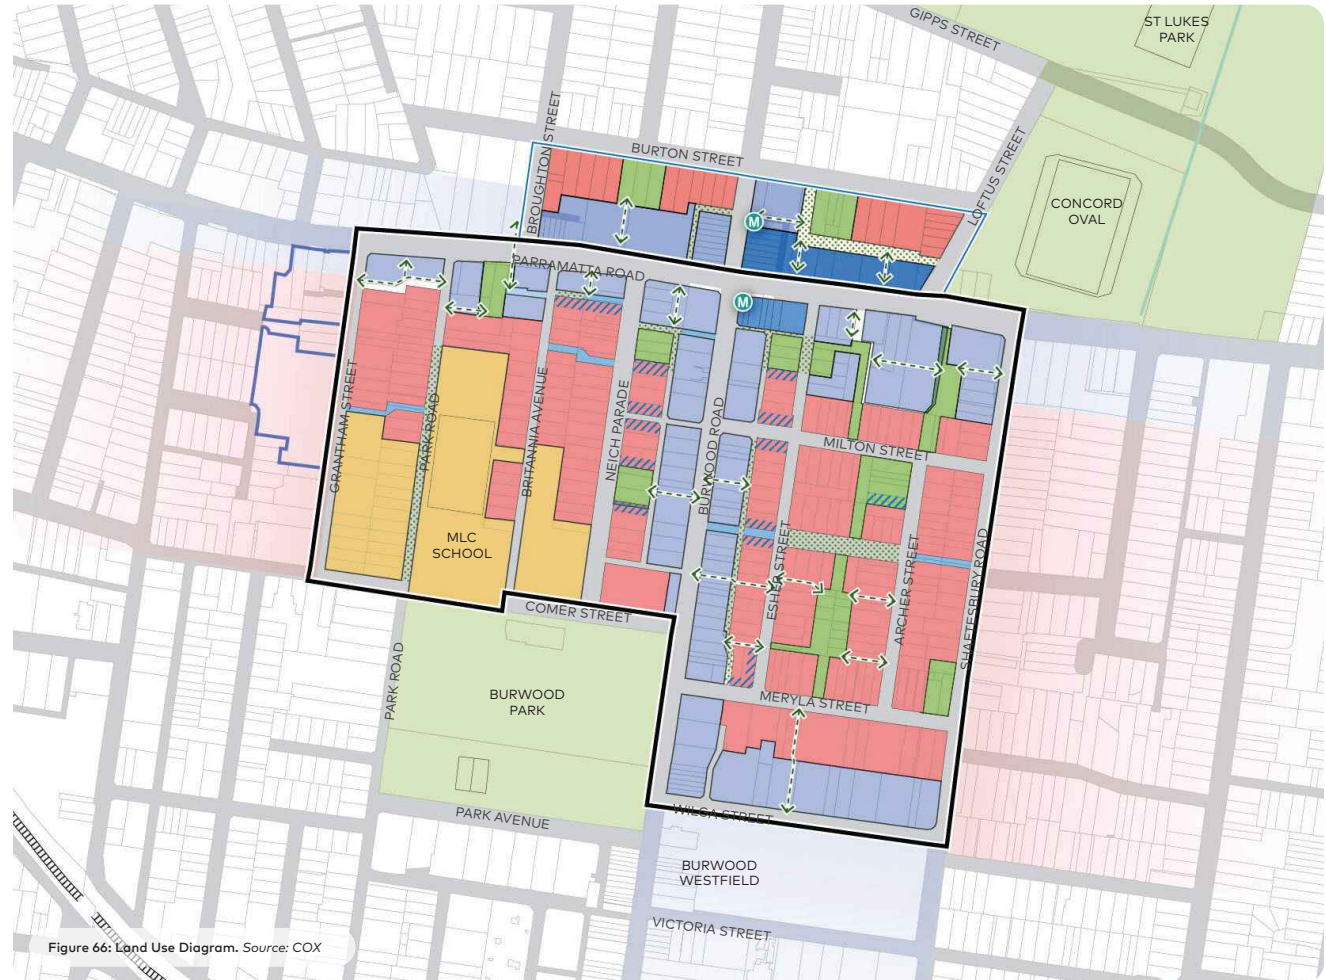 GIPPS STREET
ST LUKES
PARK
BROUGHTON STREET
BURTON STREET
LOFTUS STREET
CONCORD
OVAL
M
PARRAMATTA ROAD
M
GRANTHAM STREET
PARK ROAD
BRITANNIA AVENUE
NEICH PARADE
BURWOOD ROAD
MILTON STREET
MLC
SCHOOL
ESHER STREET
ARCHER STREET
SHAFTESBURY ROAD
COMER STREET
PARK ROAD
BURWOOD
PARK
MERYLA STREET
PARK AVENUE
WILGA STREET
BURWOOD
WESTFIELD
VICTORIA STREET
Figure 66: Land Use Diagram. Source: COX